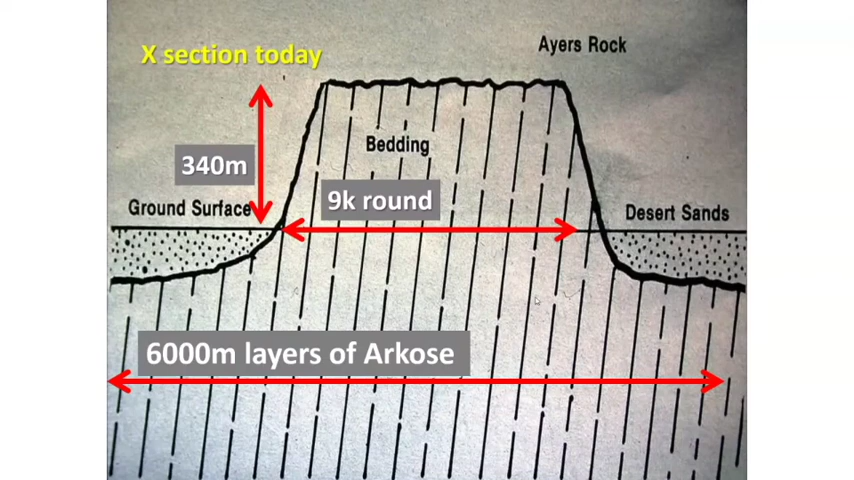 X section today
Ayers Rock
Bedding
340m
9k round
Ground Surface
Desert Sands
6000m layers of Arkose